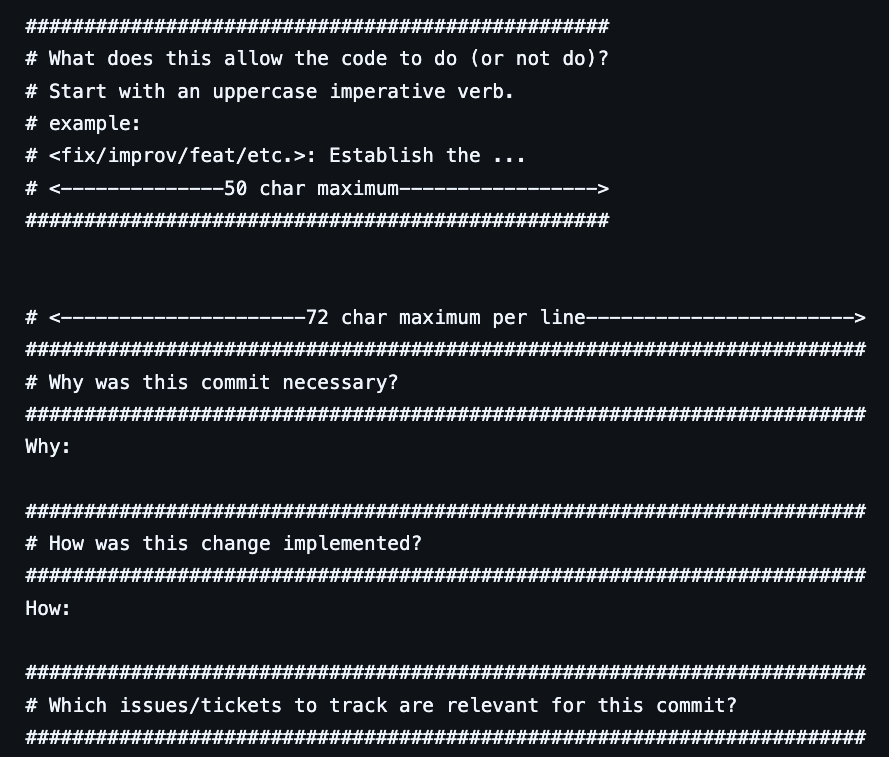 ##################################################
# What does this allow the code to do (or not do)?
# Start with an uppercase imperative verb.
# example:
# <fix/improv/feat/etc.>: Establish the ...
# <--------------50 char maximum----------------->
##################################################
# <---------------------72 char maximum per line----------------------->
########################################################################
# Why was this commit necessary?
########################################################################
Why:
########################################################################
# How was this change implemented?
########################################################################
How:
########################################################################
# Which issues/tickets to track are relevant for this commit?
########################################################################